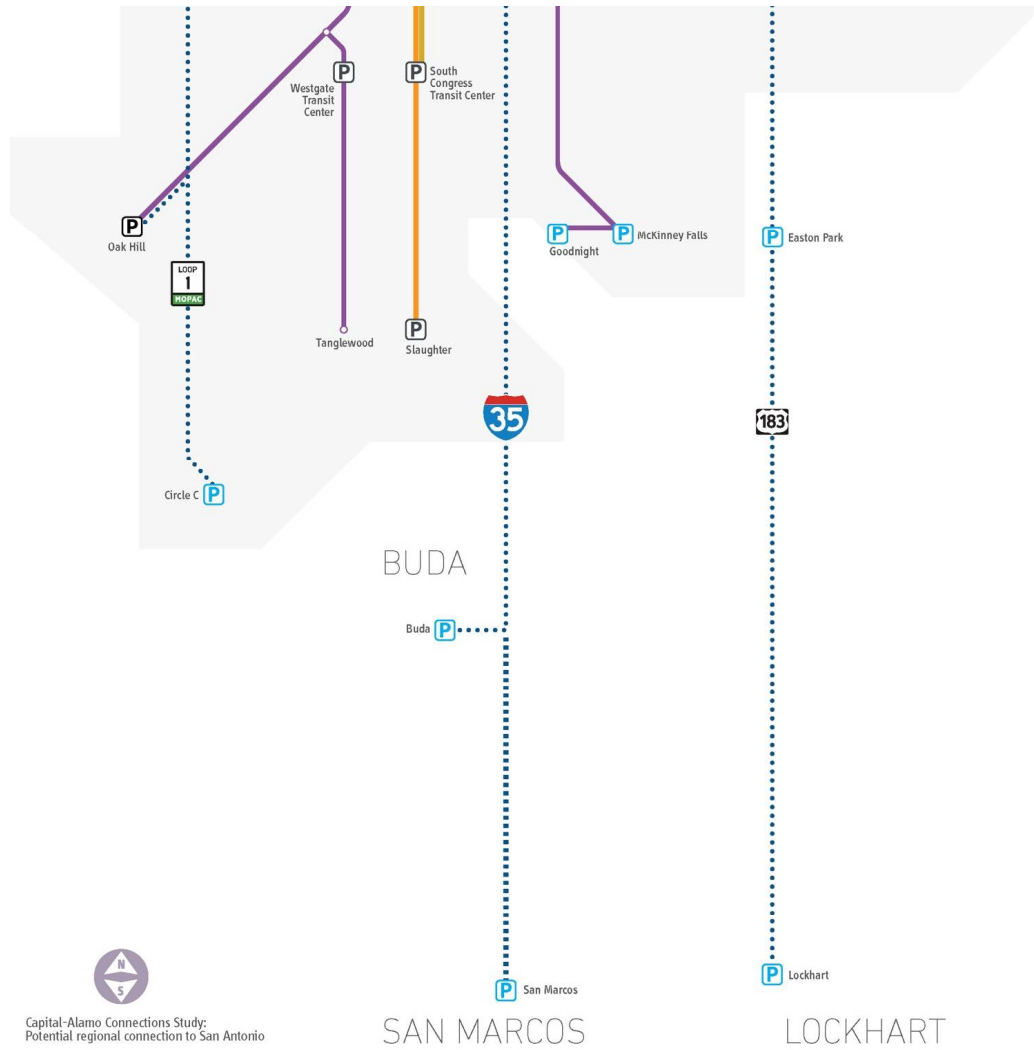 P
P
South
Congress
Transit Center
Westgate
Transit
Center
P
Oak Hill
P
Goodnight
P
McKinney Falls
P
Easton Park
LOOP
1
MOPAC
Tanglewood
P
Slaughter
35
183
Circle C
P
BUDA
Buda
P
N
S
P
San Marcos
P
Lockhart
Capital-Alamo Connections Study:
Potential regional connection to San Antonio
SAN MARCOS
LOCKHART